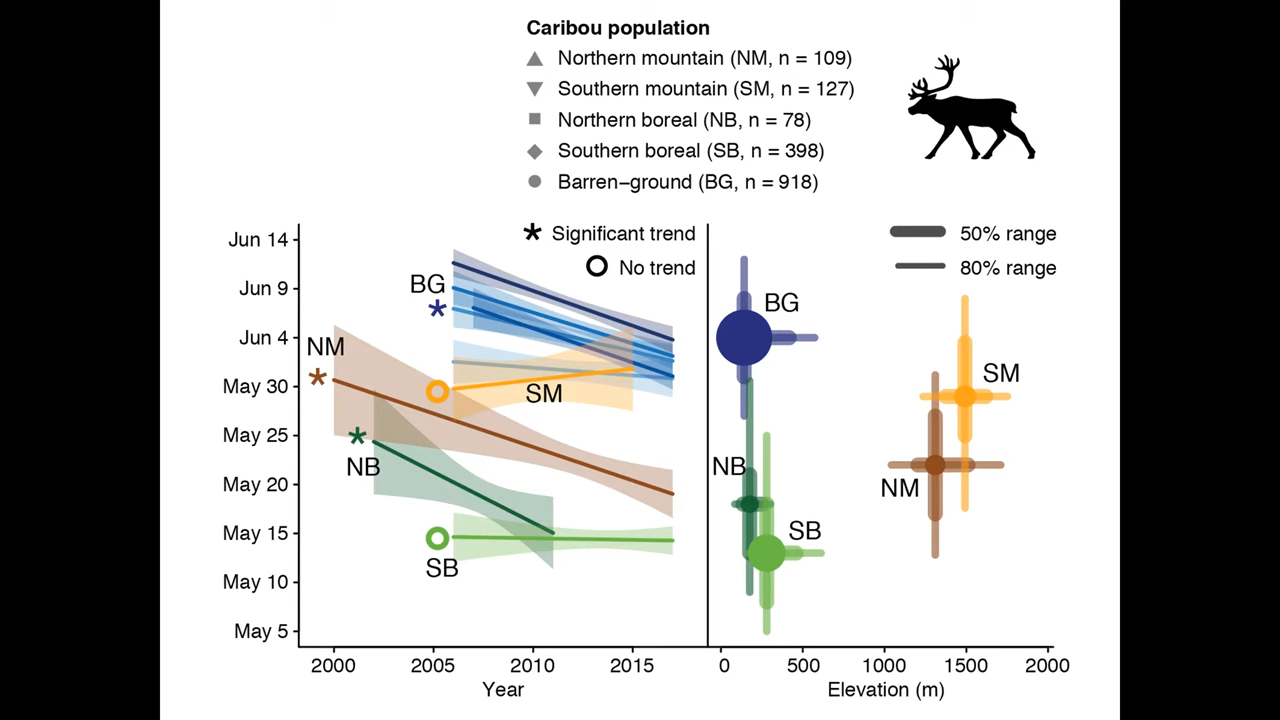 Caribou population
Northern mountain (NM, n = 109)
Southern mountain (SM, n = 127)
Northern boreal (NB, n = 78)
Southern boreal (SB, n = 398)
Barren−ground (BG, n = 918)
Significant trend
No trend
50% range
80% range
Jun 14
Jun 9
Jun 4
May 30
May 25
May 20
May 15
May 10
May 5
BG
NM
SM
NB
SB
2000
2005
2010
2015
Year
BG
SM
NB
NM
SB
0
500
1000
1500
2000
Elevation (m)